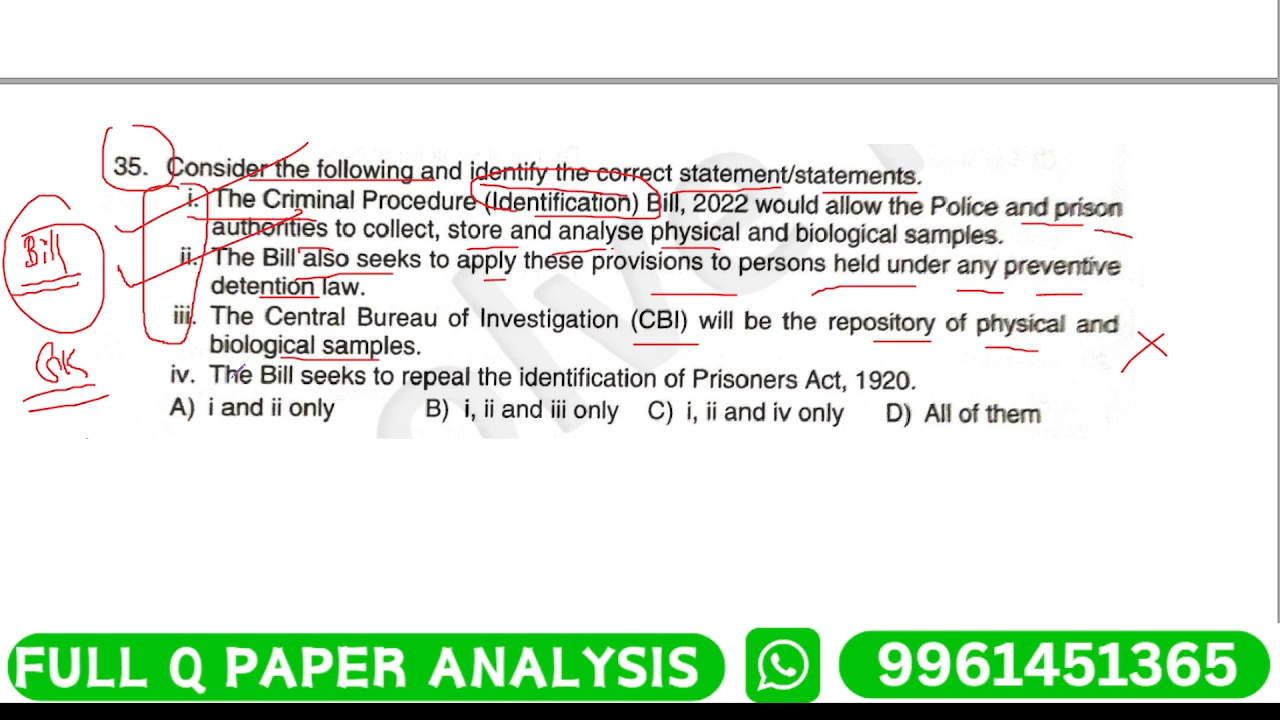 35. Consider the following and identify the correct statement/statements.
i. The Criminal Procedure (Identification) Bill, 2022 would allow the Police and prison
authorities to collect, store and analyse physical and biological samples.
ii. The Bill also seeks to apply these provisions to persons held under any preventive
detention law.
Bill
iii. The Central Bureau of Investigation (CBI) will be the repository of physical and
biological samples.
iv. The Bill seeks to repeal the identification of Prisoners Act, 1920.
A) i and ii only B) i, ii and iii only C) i, ii and iv only D) All of them
FULL Q PAPER ANALYSIS 9961451365